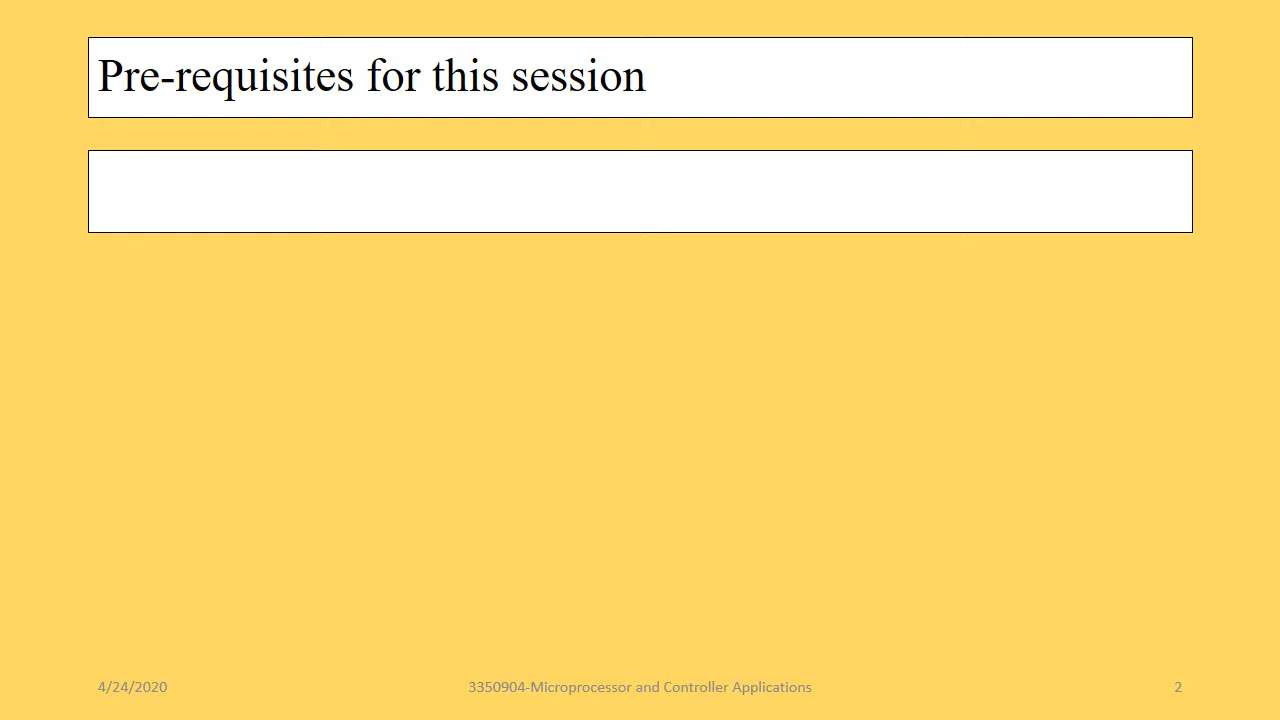 Pre-requisites for this session
4/24/2020
3350904-Microprocessor and Controller Applications
2